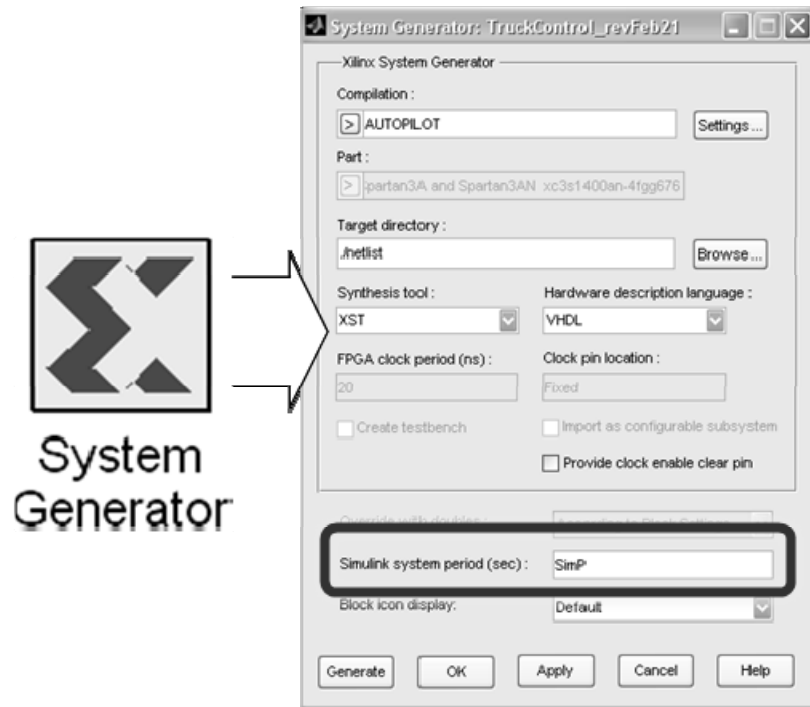 System Generator: TruckControl_revFeb21
Xilinx System Generator
Compilation :
> AUTOPILOT
Settings ...
Part :
> Spartan3A and Spartan3AN xc3s1400an-4fgg676
Target directory :
./netlist
Browse...
Synthesis tool :
Hardware description language :
XST
VHDL
FPGA clock period (ns) :
Clock pin location :
20
Fixed
Create testbench
Import as configurable subsystem
Provide clock enable clear pin
Override with doubles :
According to Block Settings
Simulink system period (sec) :
SimP
Block icon display:
Default
Generate
OK
Apply
Cancel
Help
System
Generator